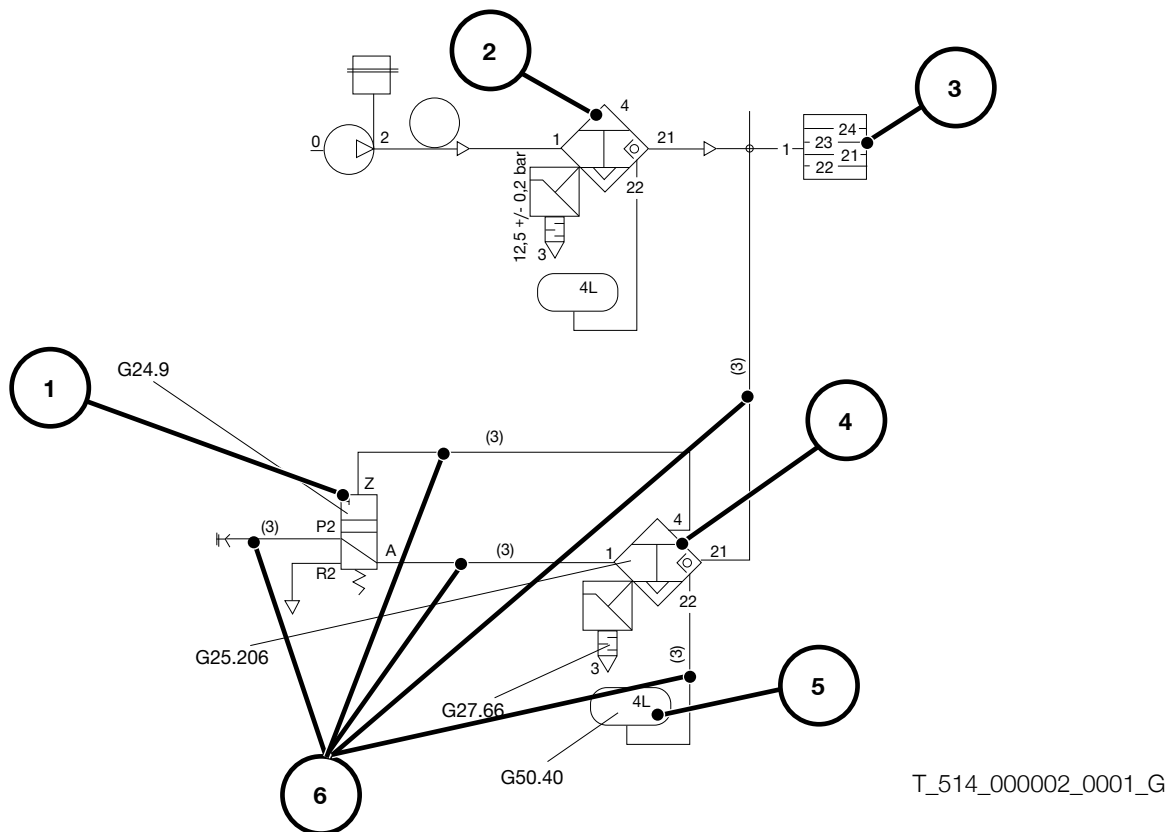 2
3
4
0
2
1
21
1
24
23
21
22
22
12,5 +/- 0,2 bar
3
4L
1
G24.9
(3)
4
(3)
Z
4
(3)
P2
A
(3)
1
21
R2
22
G25.206
3
(3)
4L
5
G27.66
G50.40
6
T_514_000002_0001_G